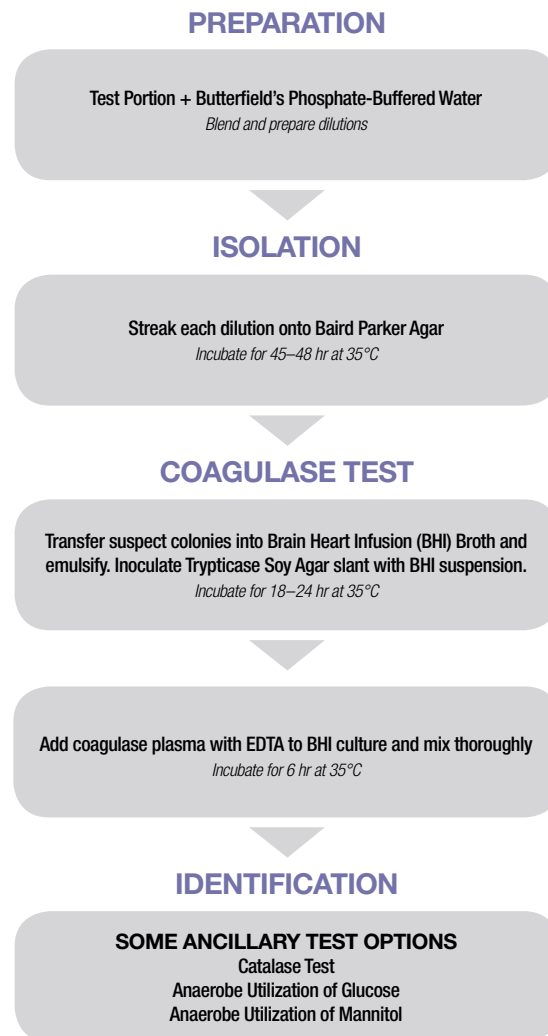 PREPARATION
Test Portion + Butterfield's Phosphate-Buffered Water
Blend and prepare dilutions
ISOLATION
Streak each dilution onto Baird Parker Agar
Incubate for 45–48 hr at 35°C
COAGULASE TEST
Transfer suspect colonies into Brain Heart Infusion (BHI) Broth and
emulsify. Inoculate Trypticase Soy Agar slant with BHI suspension.
Incubate for 18–24 hr at 35°C
Add coagulase plasma with EDTA to BHI culture and mix thoroughly
Incubate for 6 hr at 35°C
IDENTIFICATION
SOME ANCILLARY TEST OPTIONS
Catalase Test
Anaerobe Utilization of Glucose
Anaerobe Utilization of Mannitol